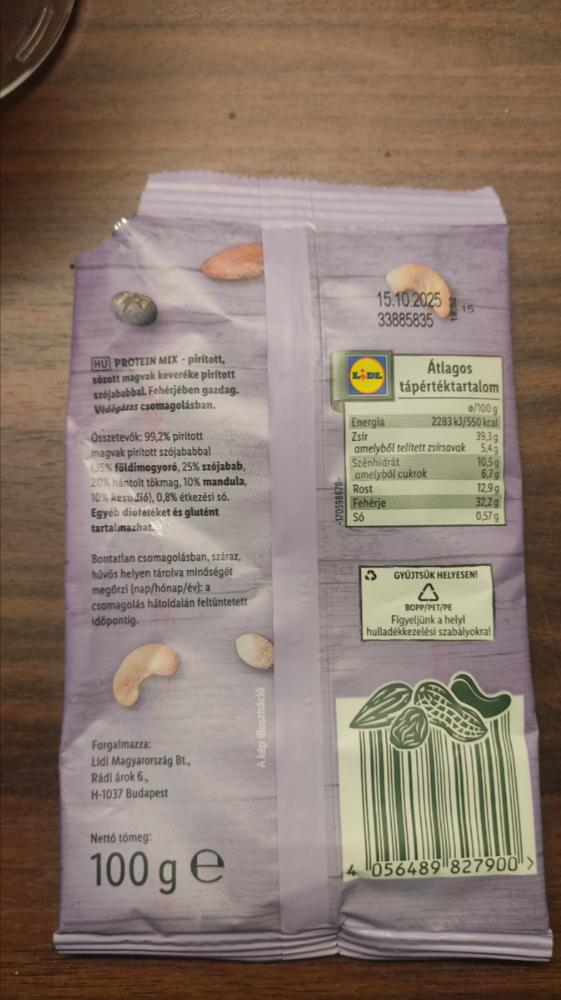 HU PROTEIN MIX - pirított,
sózott magvak keveréke pirított
szójababbal. Fehérjében gazdag.
Védőgázas csomagolásban.
Összetevők: 99,2% pirított
magvak pirított szójababbal
(35% földimogyoró, 25% szójabab,
20% hántolt tökmag, 10% mandula,
10% kesudió), 0,8% étkezési só.
Egyéb dióféléket és glutént
tartalmazhat.
Bontatlan csomagolásban, száraz,
hűvös helyen tárolva minőségét
megőrzi (nap/hónap/év): a
csomagolás hátoldalán feltüntetett
időpontig.
Forgalmazza:
Lidl Magyarország Bt.,
Rádl árok 6.,
H-1037 Budapest
Nettó tömeg:
100 g e
A kép illusztráció
15.10.2025
33885835
15
LIDL
Átlagos
tápértéktartalom
ø/100 g
Energia 2283 kJ/550 kcal
Zsír 39,3 g
amelyből telített zsírsavak 5,4 g
Szénhidrát 10,5 g
amelyből cukrok 6,7 g
Rost 12,9 g
Fehérje 32,2 g
Só 0,57 g
-170598678-
GYŰJTSÜK HELYESEN!
BOPP/PET/PE
Figyeljünk a helyi
hulladékkezelési szabályokra!
4 056489 827900 >